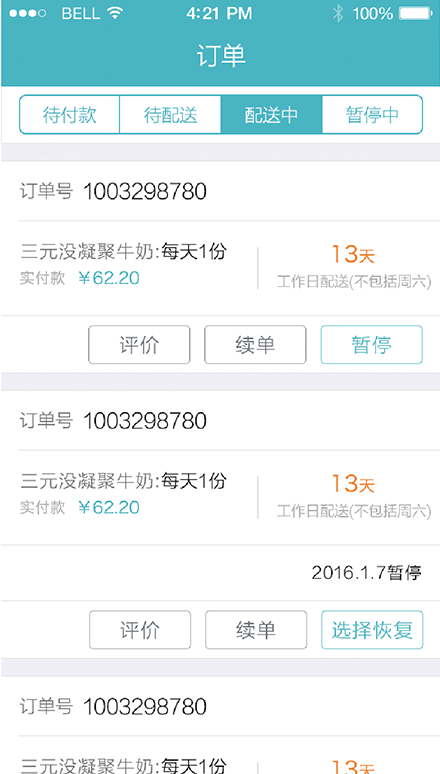 BELL 4:21 PM 100%
订单
待付款 待配送 配送中 暂停中
订单号 1003298780
三元没凝聚牛奶:每天1份 13天
实付款 ￥62.20 工作日配送(不包括周六)
评价 续单 暂停
订单号 1003298780
三元没凝聚牛奶:每天1份 13天
实付款 ￥62.20 工作日配送(不包括周六)
2016.1.7暂停
评价 续单 选择恢复
订单号 1003298780
三元没凝聚牛奶:每天1份 13天